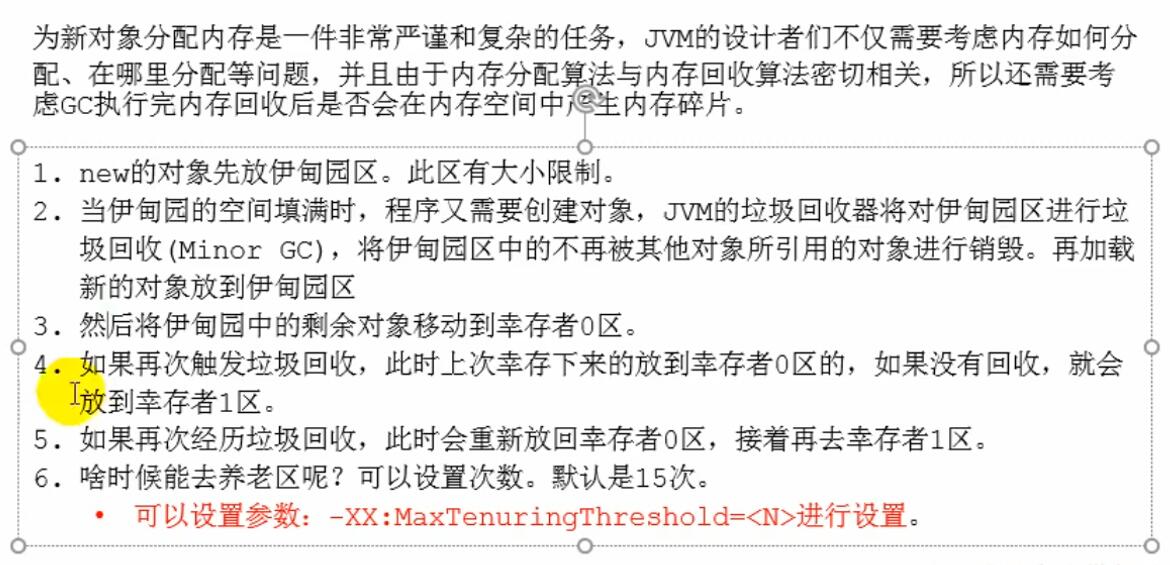 为新对象分配内存是一件非常严谨和复杂的任务，JVM的设计者们不仅需要考虑内存如何分
配、在哪里分配等问题，并且由于内存分配算法与内存回收算法密切相关，所以还需要考
虑GC执行完内存回收后是否会在内存空间中产生内存碎片。
1. new的对象先放伊甸园区。此区有大小限制。
2. 当伊甸园的空间填满时，程序又需要创建对象，JVM的垃圾回收器将对伊甸园区进行垃
圾回收(Minor GC)，将伊甸园区中的不再被其他对象所引用的对象进行销毁。再加载
新的对象放到伊甸园区
3. 然后将伊甸园中的剩余对象移动到幸存者0区。
4. 如果再次触发垃圾回收，此时上次幸存下来的放到幸存者0区的，如果没有回收，就会
放到幸存者1区。
5. 如果再次经历垃圾回收，此时会重新放回幸存者0区，接着再去幸存者1区。
6. 啥时候能去养老区呢？可以设置次数。默认是15次。
• 可以设置参数：-XX:MaxTenuringThreshold=<N>进行设置。